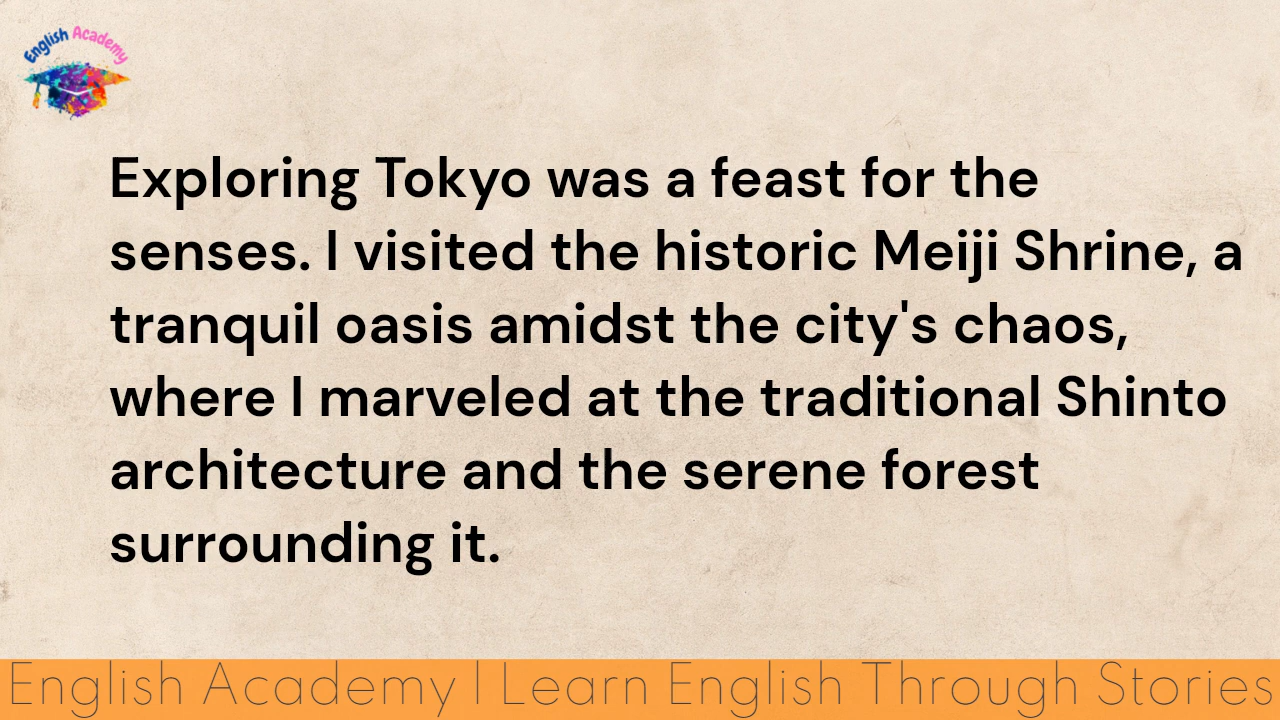 English Academy
Exploring Tokyo was a feast for the
senses. I visited the historic Meiji Shrine, a
tranquil oasis amidst the city's chaos,
where I marveled at the traditional Shinto
architecture and the serene forest
surrounding it.
English Academy | Learn English Through Stories